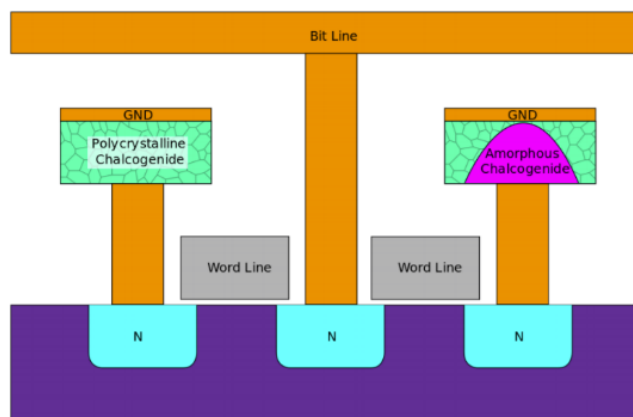 Bit Line
GND
GND
Polycrystalline
Chalcogenide
Amorphous
Chalcogenide
Word Line
Word Line
N
N
N